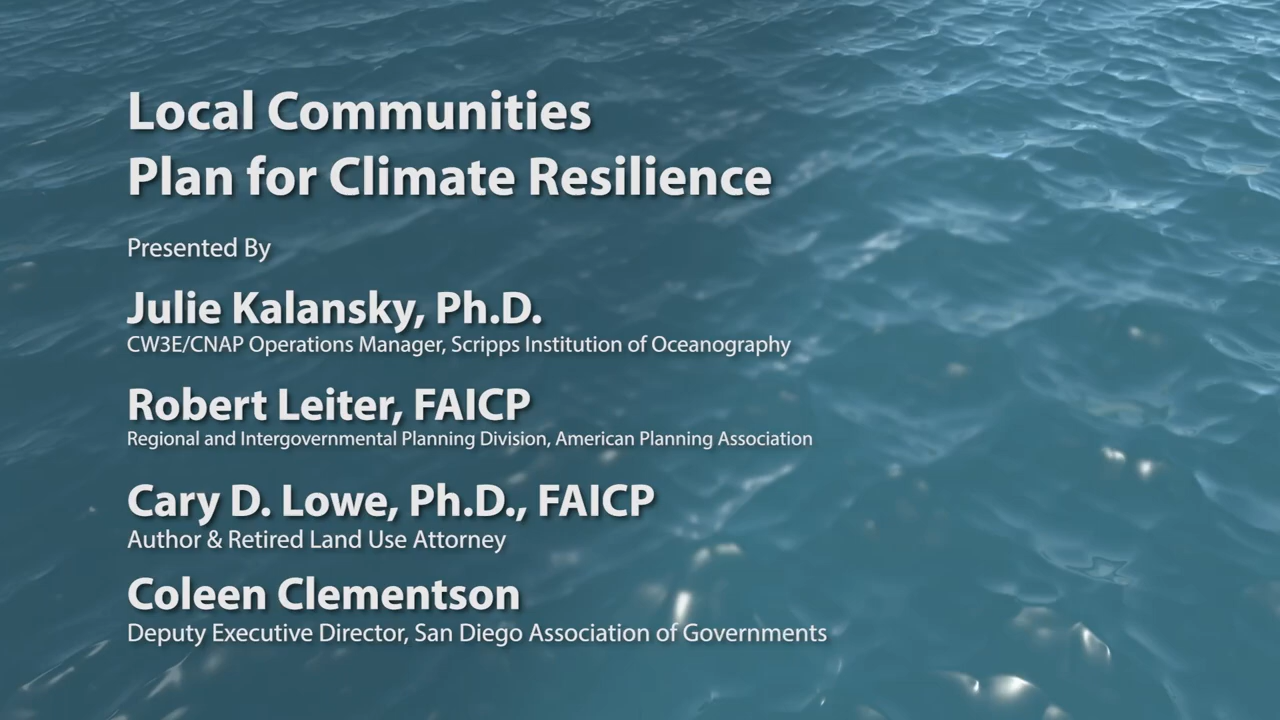 Local Communities
Plan for Climate Resilience
Presented By
Julie Kalansky, Ph.D.
CW3E/CNAP Operations Manager, Scripps Institution of Oceanography
Robert Leiter, FAICP
Regional and Intergovernmental Planning Division, American Planning Association
Cary D. Lowe, Ph.D., FAICP
Author & Retired Land Use Attorney
Coleen Clementson
Deputy Executive Director, San Diego Association of Governments